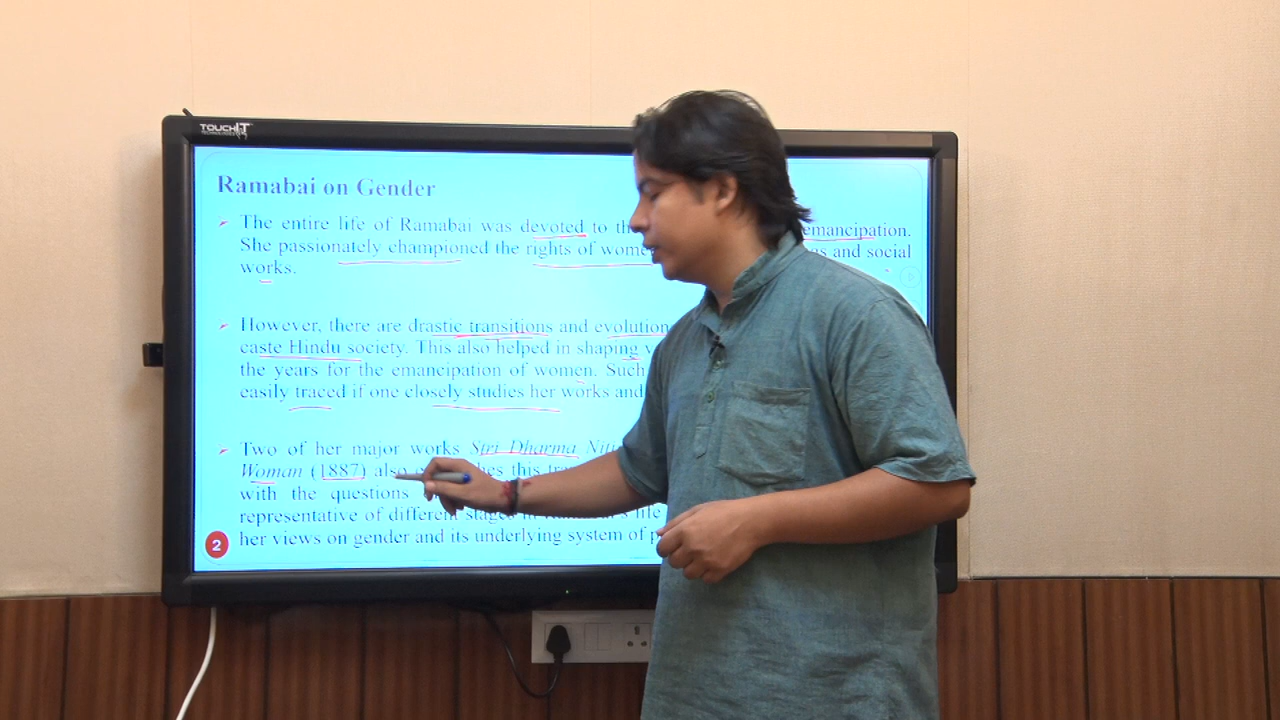 TOUCHIT
TECHNOLOGIES
Ramabai on Gender
The entire life of Ramabai was devoted to emancipation.
She passionately championed the rights of and social
works.
However, there are drastic transitions and evolution
caste Hindu society. This also helped in shaping
the years for the emancipation of women. Such
easily traced if one closely studies her works and
Two of her major works Stri Dharma
Woman (1887) also this
with the questions
representative of different stages in life
her views on gender and its underlying system of
2